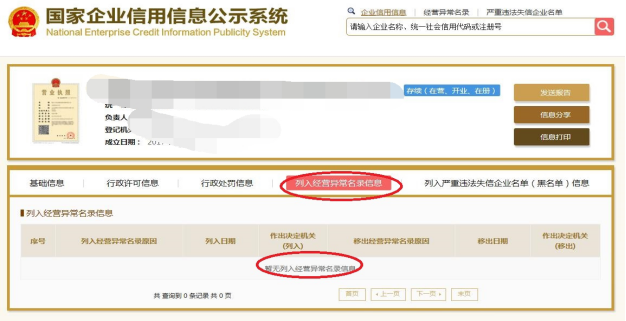 国家企业信用信息公示系统
National Enterprise Credit Information Publicity System
企业信用信息 | 经营异常名录 | 严重违法失信企业名单
请输入企业名称、统一社会信用代码或注册号
营业执照
存续（在营、开业、在册）
发送报告
信息分享
信息打印
负责人
登记机
成立日期： 201
基础信息 | 行政许可信息 | 行政处罚信息 | 列入经营异常名录信息 | 列入严重违法失信企业名单（黑名单）信息
列入经营异常名录信息
序号 列入经营异常名录原因 列入日期 作出决定机关(列入) 移出经营异常名录原因 移出日期 作出决定机关(移出)
暂无列入经营异常名录信息
共 查询到 0 条记录 共 0 页 首页 上一页 下一页 末页